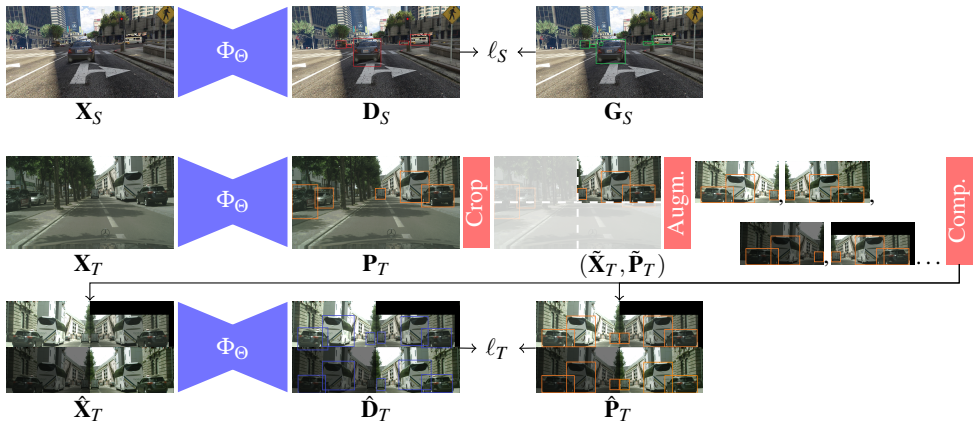 Φ_Θ
ℓ_S
X_S
D_S
G_S
Φ_Θ
Crop
Augm.
,
,
Comp.
,
...
X_T
P_T
(X̃_T, P̃_T)
Φ_Θ
ℓ_T
X̂_T
D̂_T
P̂_T